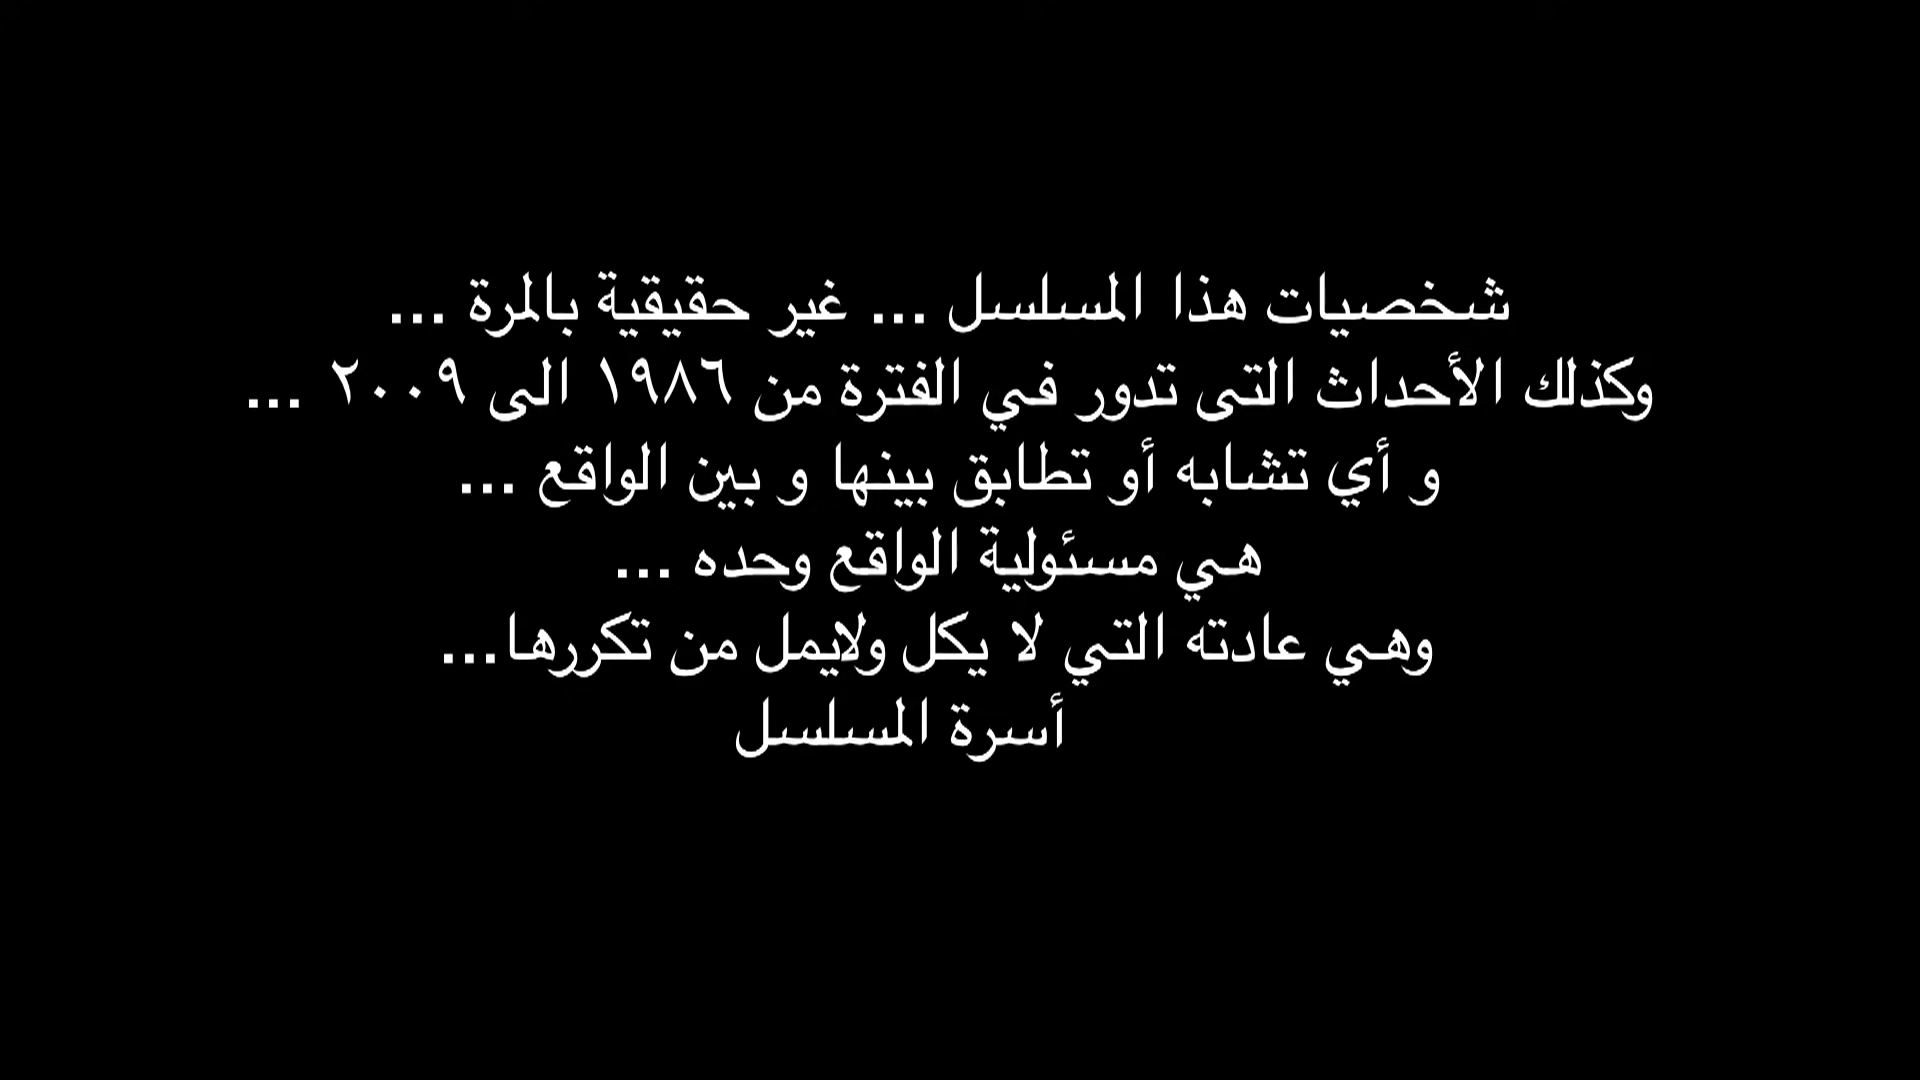 شخصيات هذا المسلسل ... غير حقيقية بالمرة ...
وكذلك الأحداث التى تدور في الفترة من ١٩٨٦ الى ٢٠٠٩ ...
و أي تشابه أو تطابق بينها و بين الواقع ...
هي مسئولية الواقع وحده ...
وهي عادته التي لا يكل ولايمل من تكررها...
أسرة المسلسل